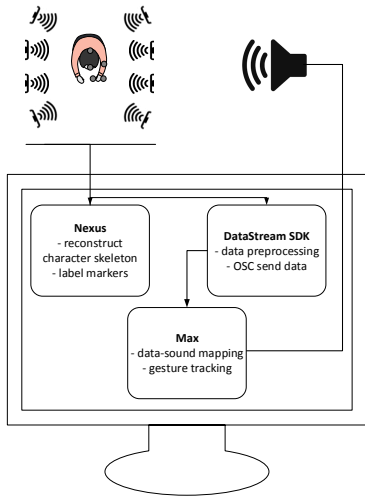 Nexus
- reconstruct
character skeleton
- label markers
DataStream SDK
- data preprocessing
- OSC send data
Max
- data-sound mapping
- gesture tracking